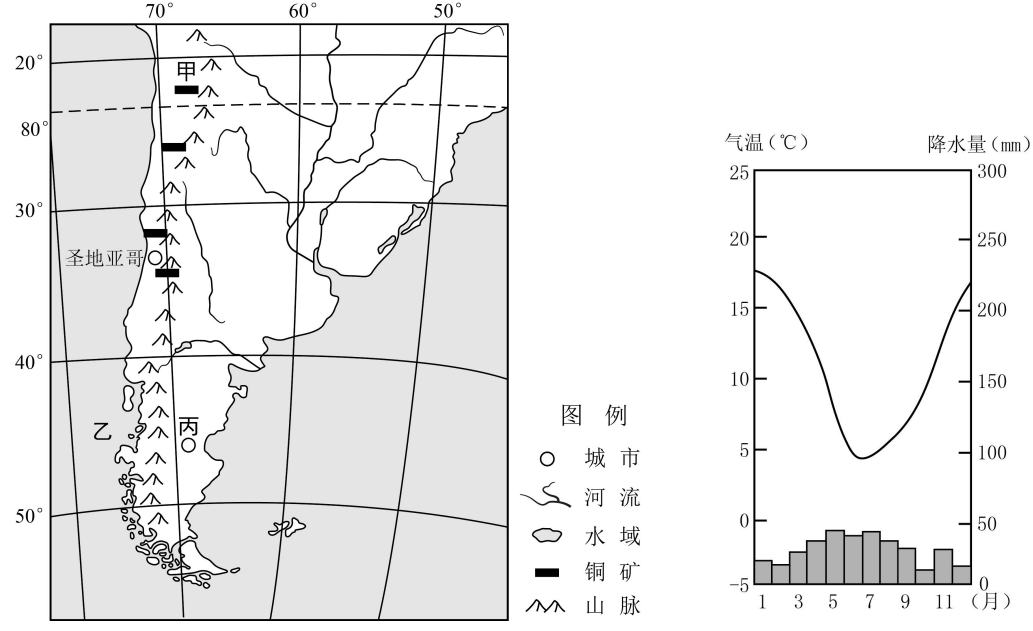 70° 60° 50°
20°
甲
80°
30°
圣地亚哥
40°
乙
丙
50°
图 例
城 市
河 流
水 域
铜 矿
山 脉
气温(℃) 降水量(mm)
25 300
20 250
15 200
10 150
5 100
0 50
-5 0
1 3 5 7 9 11 (月)